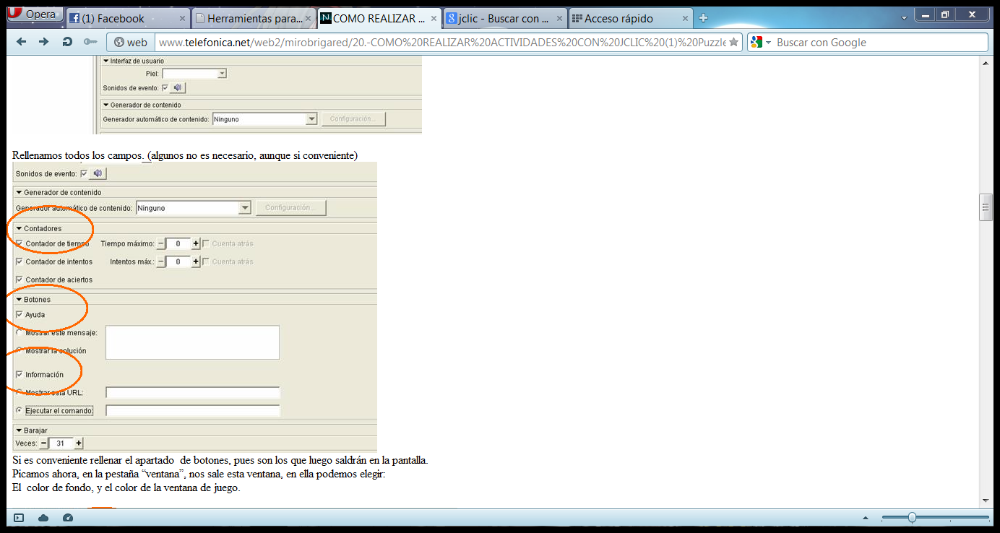 Opera
(1) Facebook
Herramientas para...
COMO REALIZAR ...
jclic - Buscar con ...
Acceso rápido
web
www.telefonica.net/web2/mirobrigared/20.-COMO%20REALIZAR%20ACTIVIDADES%20CON%20JCLIC%20(1)%20Puzzle
Buscar con Google
Interfaz de usuario
Piel:
Sonidos de evento:
Generador de contenido
Generador automático de contenido: Ninguno Configuración...
Rellenamos todos los campos. (algunos no es necesario, aunque si conveniente)
Sonidos de evento:
Generador de contenido
Generador automático de contenido: Ninguno Configuración...
Contadores
Contador de tiempo Tiempo máximo: 0 Cuenta atrás
Contador de intentos Intentos máx.: 0 Cuenta atrás
Contador de aciertos
Botones
Ayuda
Mostrar este mensaje:
Mostrar la solución
Información
Mostrar esta URL:
Ejecutar el comando:
Barajar
Veces: 31
Si es conveniente rellenar el apartado  de botones, pues son los que luego saldrán en la pantalla.
Picamos ahora, en la pestaña “ventana”, nos sale esta ventana, en ella podemos elegir:
El  color de fondo, y el color de la ventana de juego.